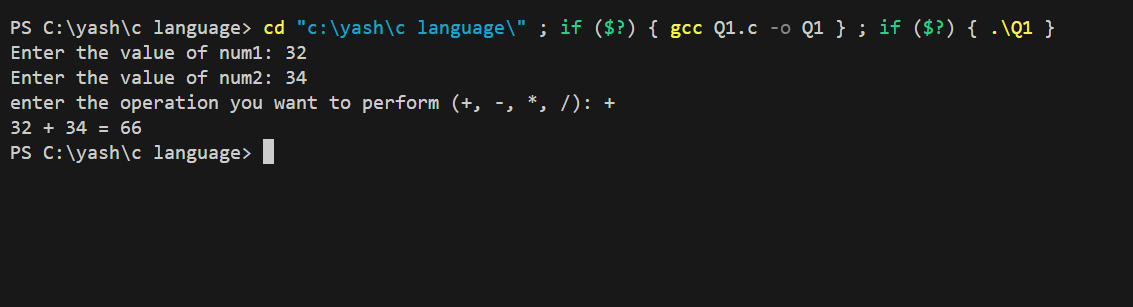 PS C:\yash\c language> cd "c:\yash\c language\" ; if ($?) { gcc Q1.c -o Q1 } ; if ($?) { .\Q1 }
Enter the value of num1: 32
Enter the value of num2: 34
enter the operation you want to perform (+, -, *, /): +
32 + 34 = 66
PS C:\yash\c language>